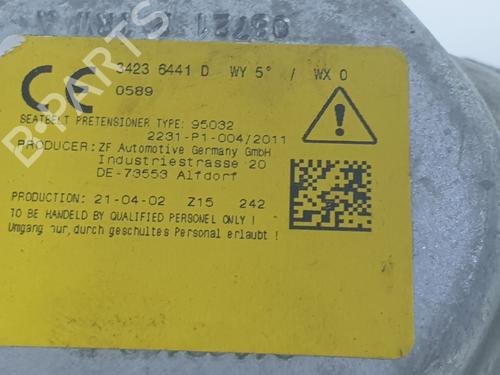 34236441 D WY 5° / WX 0
CE
0589
SEATBELT PRETENSIONER TYPE: 95032
2231-P1-004/2011
PRODUCER: ZF Automotive Germany GmbH
Industriestrasse 20
DE-73553 Alfdorf
PRODUCTION: 21-04-02 Z15 242
TO BE HANDELD BY QUALIFIED PERSONEL ONLY !
Umgang nur, durch geschultes Personal erlaubt !
B-PARTS